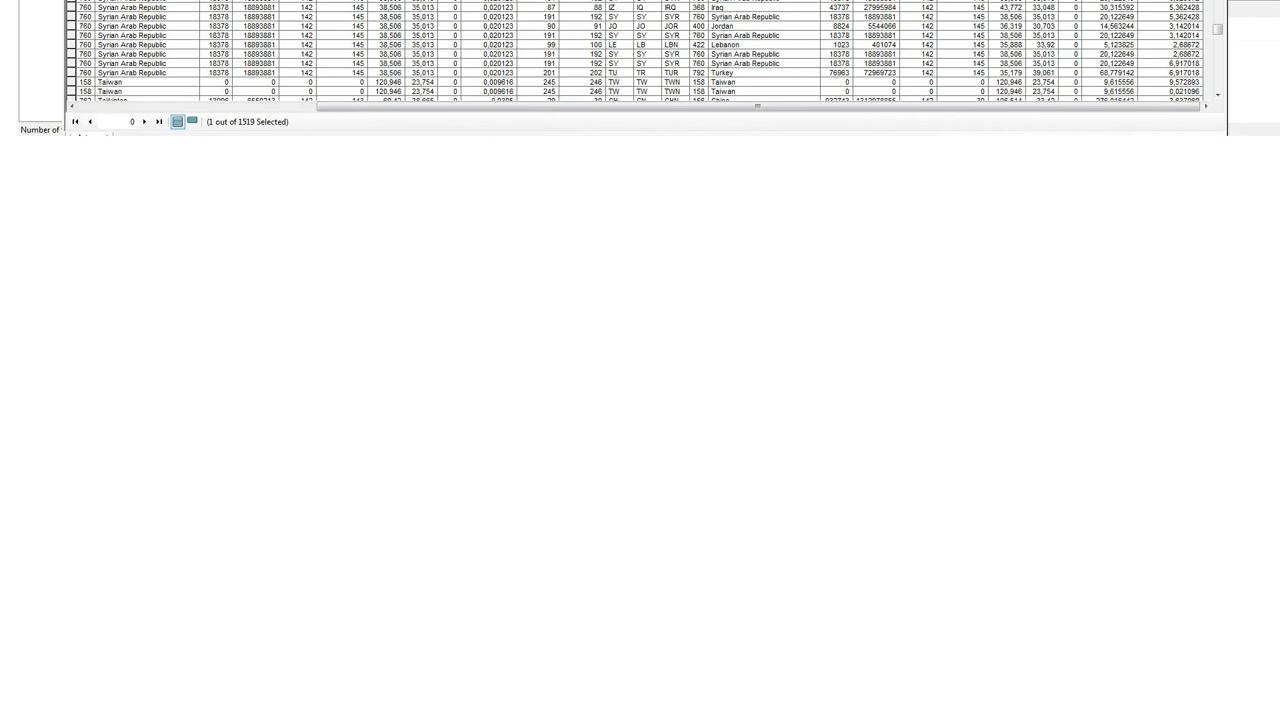 760 Syrian Arab Republic 18378 18893881 142 145 38,506 35,013 0 0,020123 87 88 IZ IQ IRQ 368 Iraq 43737 27995984 142 145 43,772 33,048 0 30,315392 5,362428
760 Syrian Arab Republic 18378 18893881 142 145 38,506 35,013 0 0,020123 191 192 SY SY SYR 760 Syrian Arab Republic 18378 18893881 142 145 38,506 35,013 0 20,122649 5,362428
760 Syrian Arab Republic 18378 18893881 142 145 38,506 35,013 0 0,020123 90 91 JO JO JOR 400 Jordan 8824 5544066 142 145 36,319 30,703 0 14,563244 3,142014
760 Syrian Arab Republic 18378 18893881 142 145 38,506 35,013 0 0,020123 191 192 SY SY SYR 760 Syrian Arab Republic 18378 18893881 142 145 38,506 35,013 0 20,122649 3,142014
760 Syrian Arab Republic 18378 18893881 142 145 38,506 35,013 0 0,020123 99 100 LE LB LBN 422 Lebanon 1023 401074 142 145 35,888 33,92 0 5,123825 2,68672
760 Syrian Arab Republic 18378 18893881 142 145 38,506 35,013 0 0,020123 191 192 SY SY SYR 760 Syrian Arab Republic 18378 18893881 142 145 38,506 35,013 0 20,122649 2,68672
760 Syrian Arab Republic 18378 18893881 142 145 38,506 35,013 0 0,020123 191 192 SY SY SYR 760 Syrian Arab Republic 18378 18893881 142 145 38,506 35,013 0 20,122649 6,917018
760 Syrian Arab Republic 18378 18893881 142 145 38,506 35,013 0 0,020123 201 202 TU TR TUR 792 Turkey 76963 72969723 142 145 35,179 39,061 0 68,779142 6,917018
158 Taiwan 0 0 0 0 120,946 23,754 0 0,009616 245 246 TW TW TWN 158 Taiwan 0 0 0 0 120,946 23,754 0 9,615556 9,572893
158 Taiwan 0 0 0 0 120,946 23,754 0 0,009616 245 246 TW TW TWN 158 Taiwan 0 0 0 0 120,946 23,754 0 9,615556 0,021096
0 (1 out of 1519 Selected)
Number of